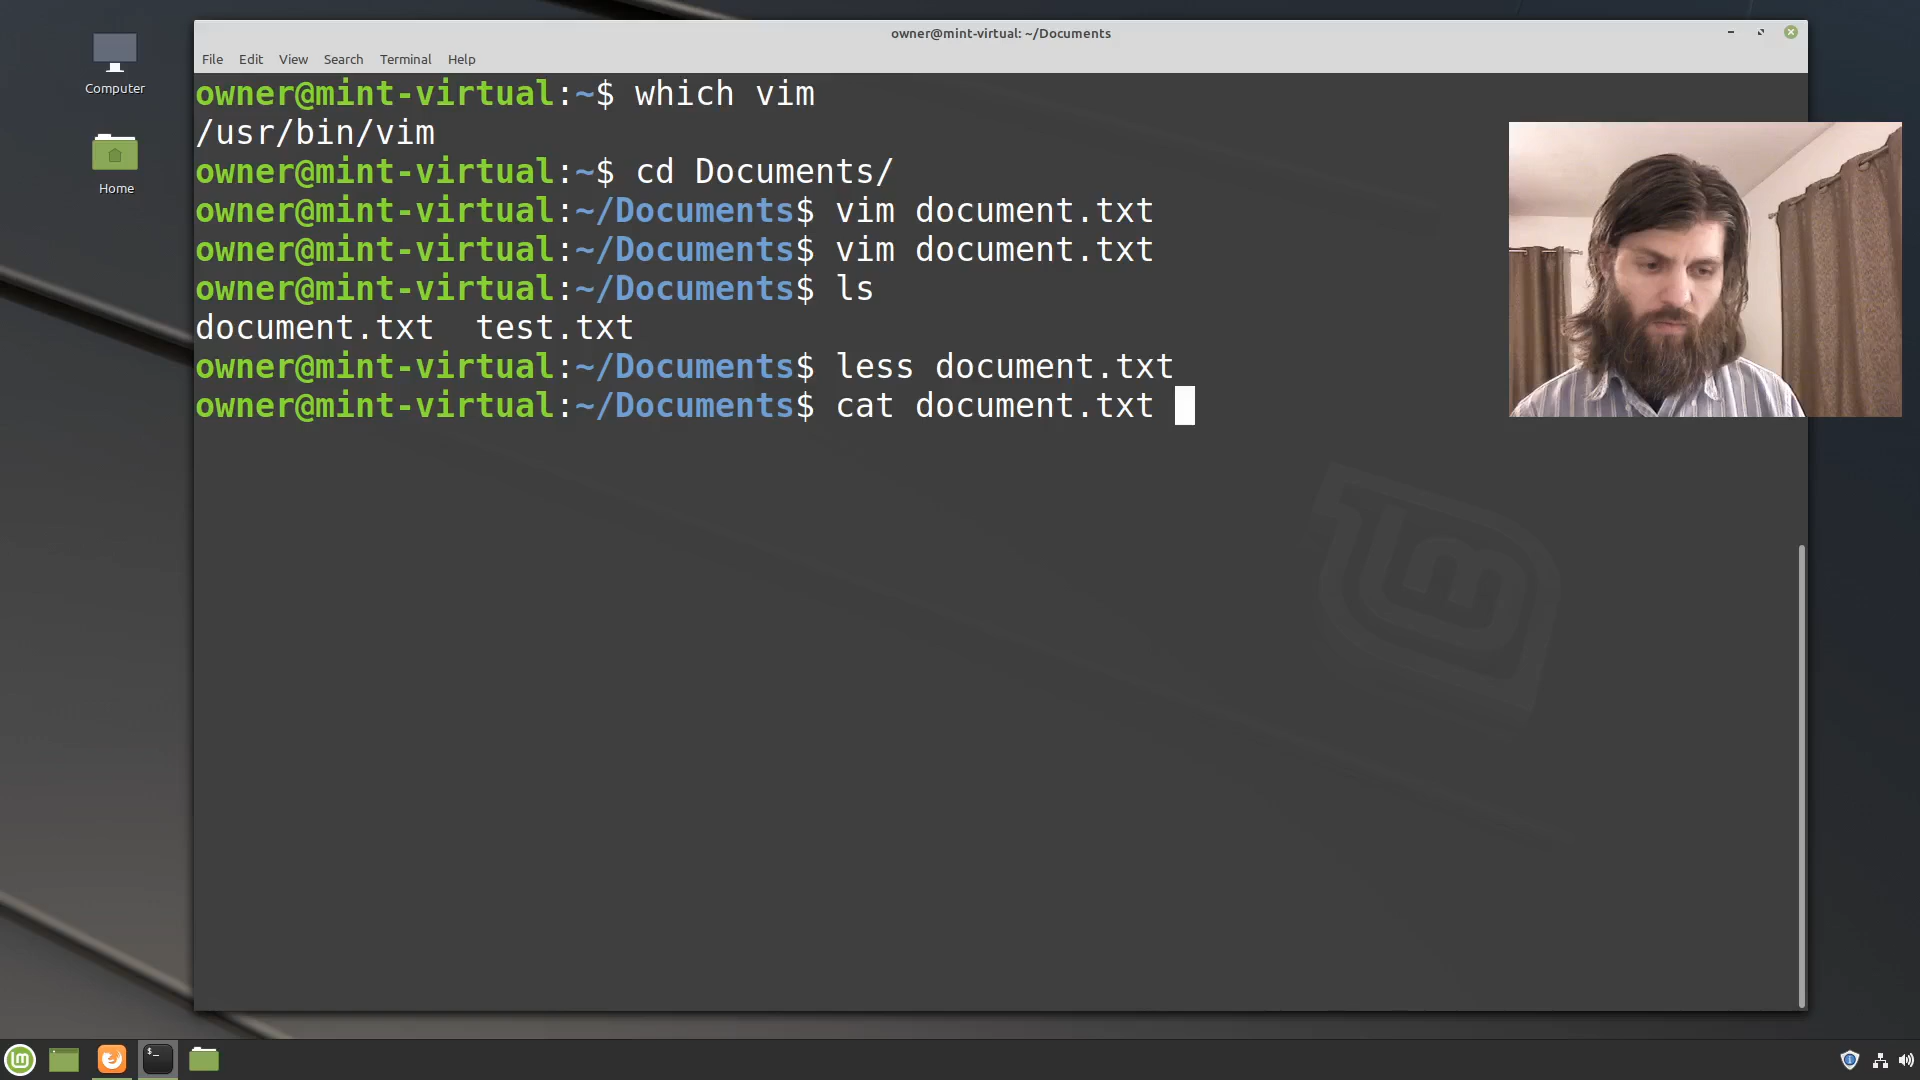 owner@mint-virtual: ~/Documents
File Edit View Search Terminal Help
Computer
Home
owner@mint-virtual:~$ which vim
/usr/bin/vim
owner@mint-virtual:~$ cd Documents/
owner@mint-virtual:~/Documents$ vim document.txt
owner@mint-virtual:~/Documents$ vim document.txt
owner@mint-virtual:~/Documents$ ls
document.txt  test.txt
owner@mint-virtual:~/Documents$ less document.txt
owner@mint-virtual:~/Documents$ cat document.txt